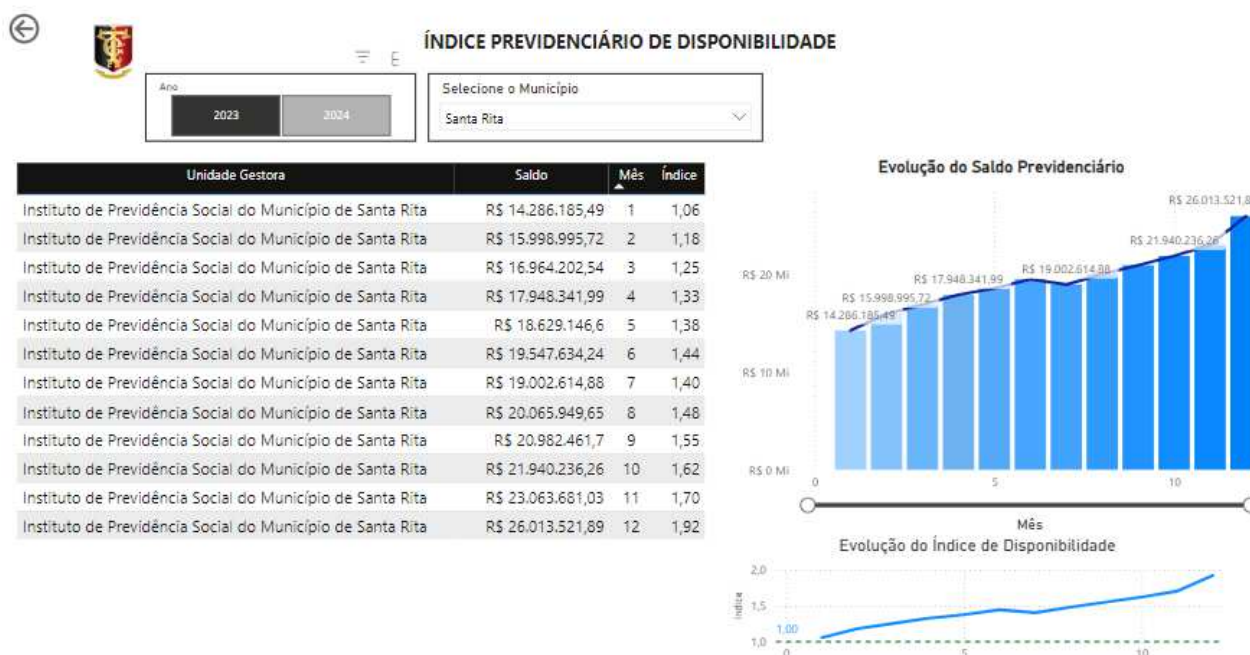 ÍNDICE PREVIDENCIÁRIO DE DISPONIBILIDADE
Ano
2023 2024
Selecione o Município
Santa Rita
Unidade Gestora Saldo Mês Índice
Instituto de Previdência Social do Município de Santa Rita R$ 14.286.185,49 1 1,06
Instituto de Previdência Social do Município de Santa Rita R$ 15.998.995,72 2 1,18
Instituto de Previdência Social do Município de Santa Rita R$ 16.964.202,54 3 1,25
Instituto de Previdência Social do Município de Santa Rita R$ 17.948.341,99 4 1,33
Instituto de Previdência Social do Município de Santa Rita R$ 18.629.146,6 5 1,38
Instituto de Previdência Social do Município de Santa Rita R$ 19.547.634,24 6 1,44
Instituto de Previdência Social do Município de Santa Rita R$ 19.002.614,88 7 1,40
Instituto de Previdência Social do Município de Santa Rita R$ 20.065.949,65 8 1,48
Instituto de Previdência Social do Município de Santa Rita R$ 20.982.461,7 9 1,55
Instituto de Previdência Social do Município de Santa Rita R$ 21.940.236,26 10 1,62
Instituto de Previdência Social do Município de Santa Rita R$ 23.063.681,03 11 1,70
Instituto de Previdência Social do Município de Santa Rita R$ 26.013.521,89 12 1,92
Evolução do Saldo Previdenciário
R$ 26.013.521,8
R$ 21.940.236,26
R$ 20 Mi
R$ 17.948.341,99 R$ 19.002.614,88
R$ 15.998.995,72
R$ 14.286.185,49
R$ 10 Mi
R$ 0 Mi
0 5 10
Mês
Evolução do Índice de Disponibilidade
2,0
Índice
1,5
1,00
1,0
0 5 10